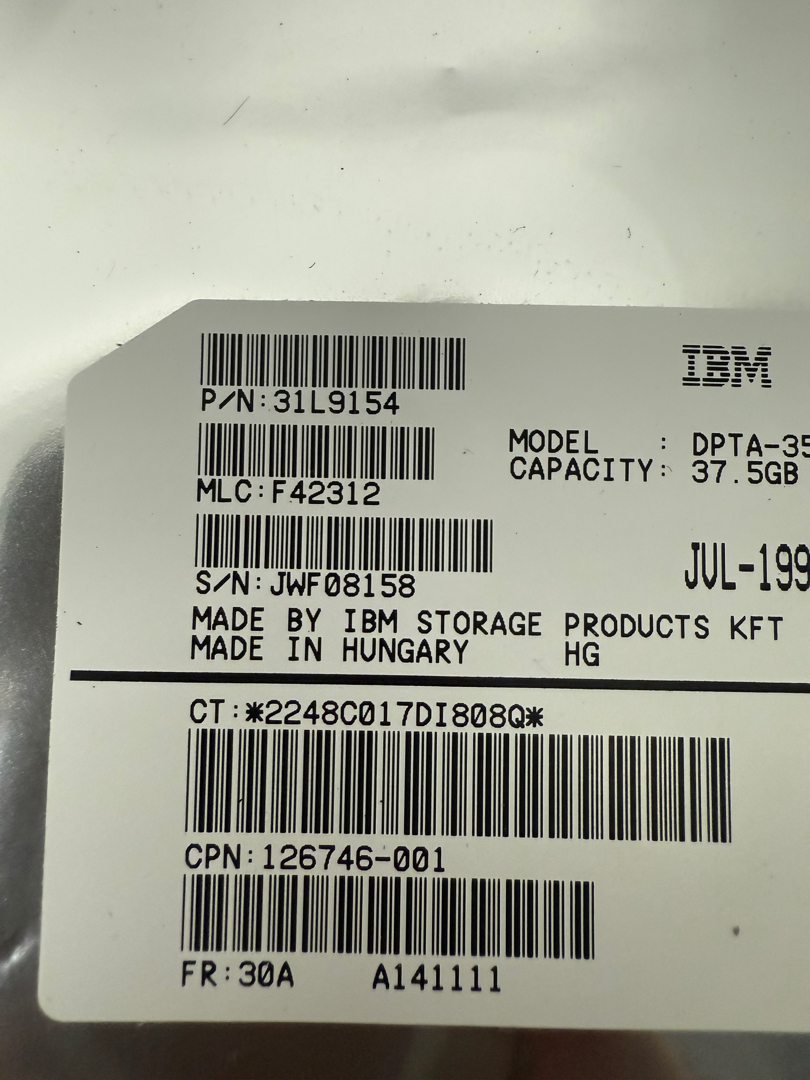 IBM
P/N:31L9154
MODEL : DPTA-35
CAPACITY: 37.5GB
MLC:F42312
JUL-199
S/N:JWF08158
MADE BY IBM STORAGE PRODUCTS KFT
MADE IN HUNGARY HG
CT:*2248C017DI808Q*
CPN:126746-001
FR:30A A141111